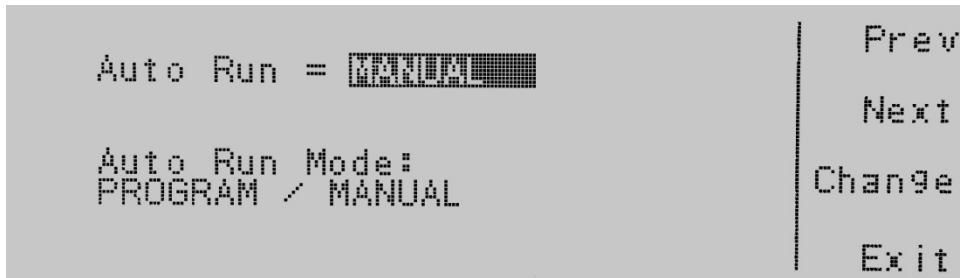 Auto Run = MANUAL
Auto Run Mode:
PROGRAM / MANUAL
Prev
Next
Change
Exit